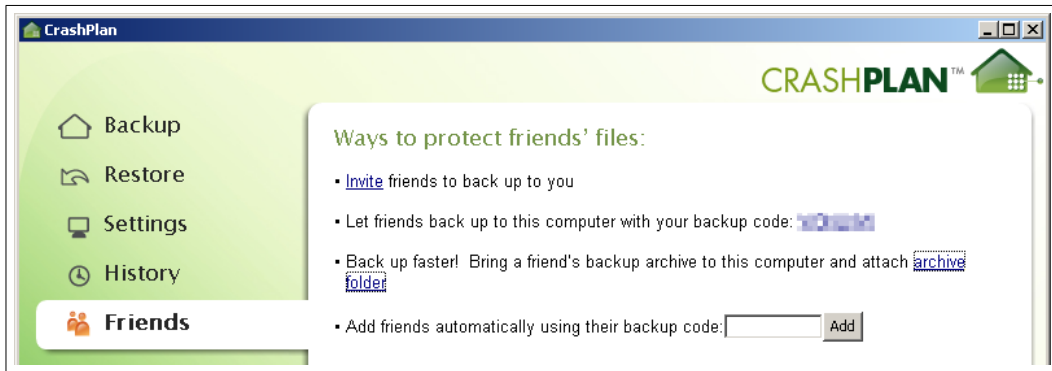 CrashPlan
CRASHPLAN™
Backup
Restore
Settings
History
Friends
Ways to protect friends' files:
▪ Invite friends to back up to you
▪ Let friends back up to this computer with your backup code:
▪ Back up faster! Bring a friend's backup archive to this computer and attach archive
folder
▪ Add friends automatically using their backup code: Add